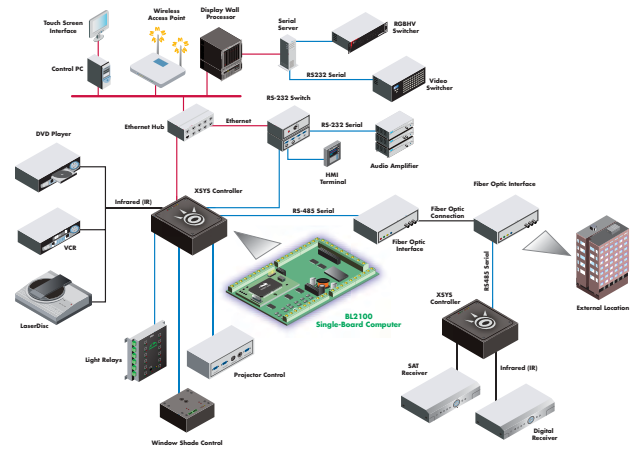 Touch Screen
Interface
Wireless
Access Point
Display Wall
Processor
Serial
Server
RGBHV
Switcher
Control PC
RS232 Serial
Video
Switcher
RS-232 Switch
Ethernet
Ethernet Hub
RS-232 Serial
DVD Player
Audio Amplifier
HMI
Terminal
Infrared (IR)
XSYS Controller
Fiber Optic Interface
RS-485 Serial
Fiber Optic
Connection
VCR
Fiber Optic
Interface
RS485 Serial
XSYS
Controller
External Location
LaserDisc
BL2100
Single-Board Computer
Light Relays
Projector Control
SAT
Receiver
Infrared (IR)
Window Shade Control
Digital
Receiver